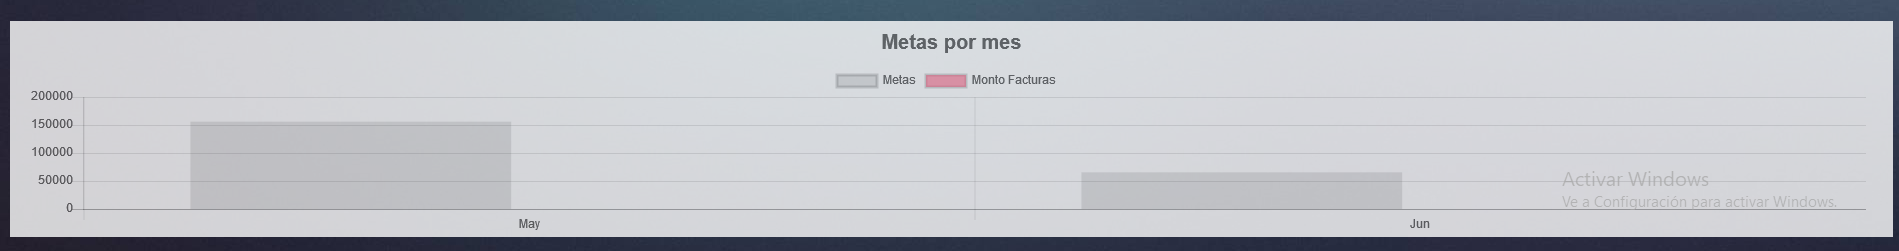 Metas por mes
Metas Monto Facturas
200000
150000
100000
50000
0
May Jun
Activar Windows
Ve a Configuración para activar Windows.